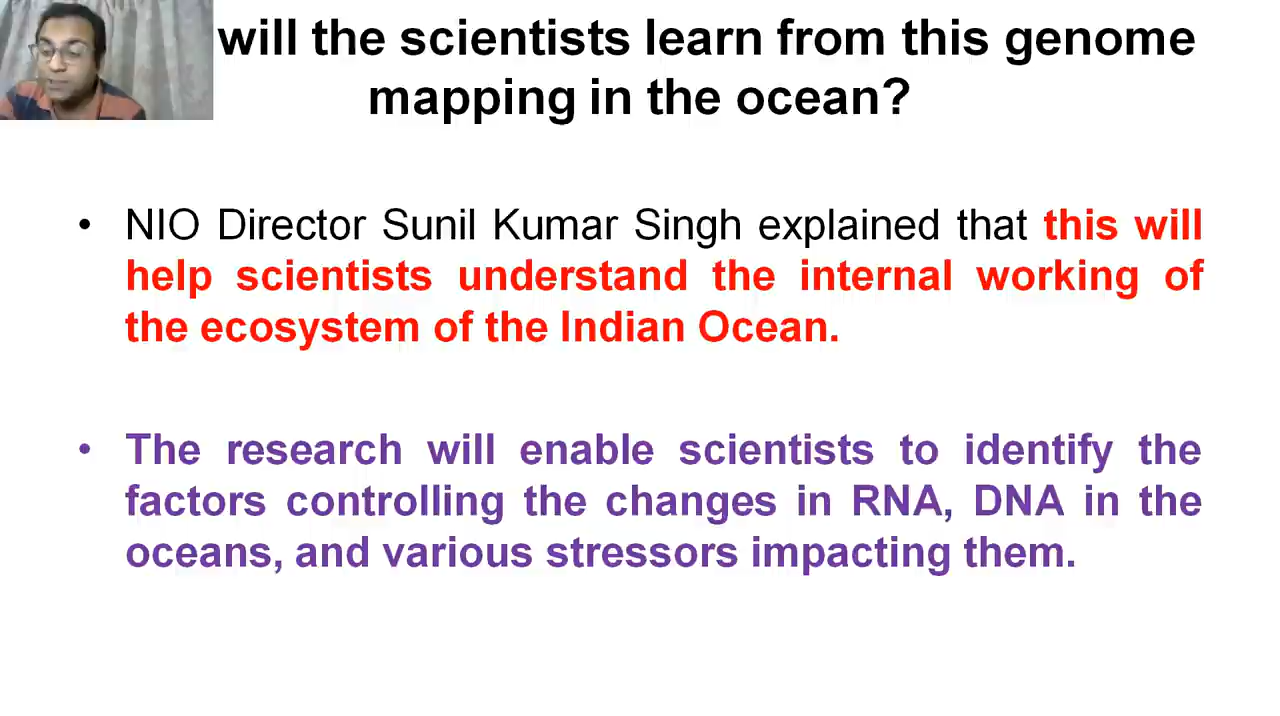 will the scientists learn from this genome
mapping in the ocean?
• NIO Director Sunil Kumar Singh explained that this will
help scientists understand the internal working of
the ecosystem of the Indian Ocean.
• The research will enable scientists to identify the
factors controlling the changes in RNA, DNA in the
oceans, and various stressors impacting them.